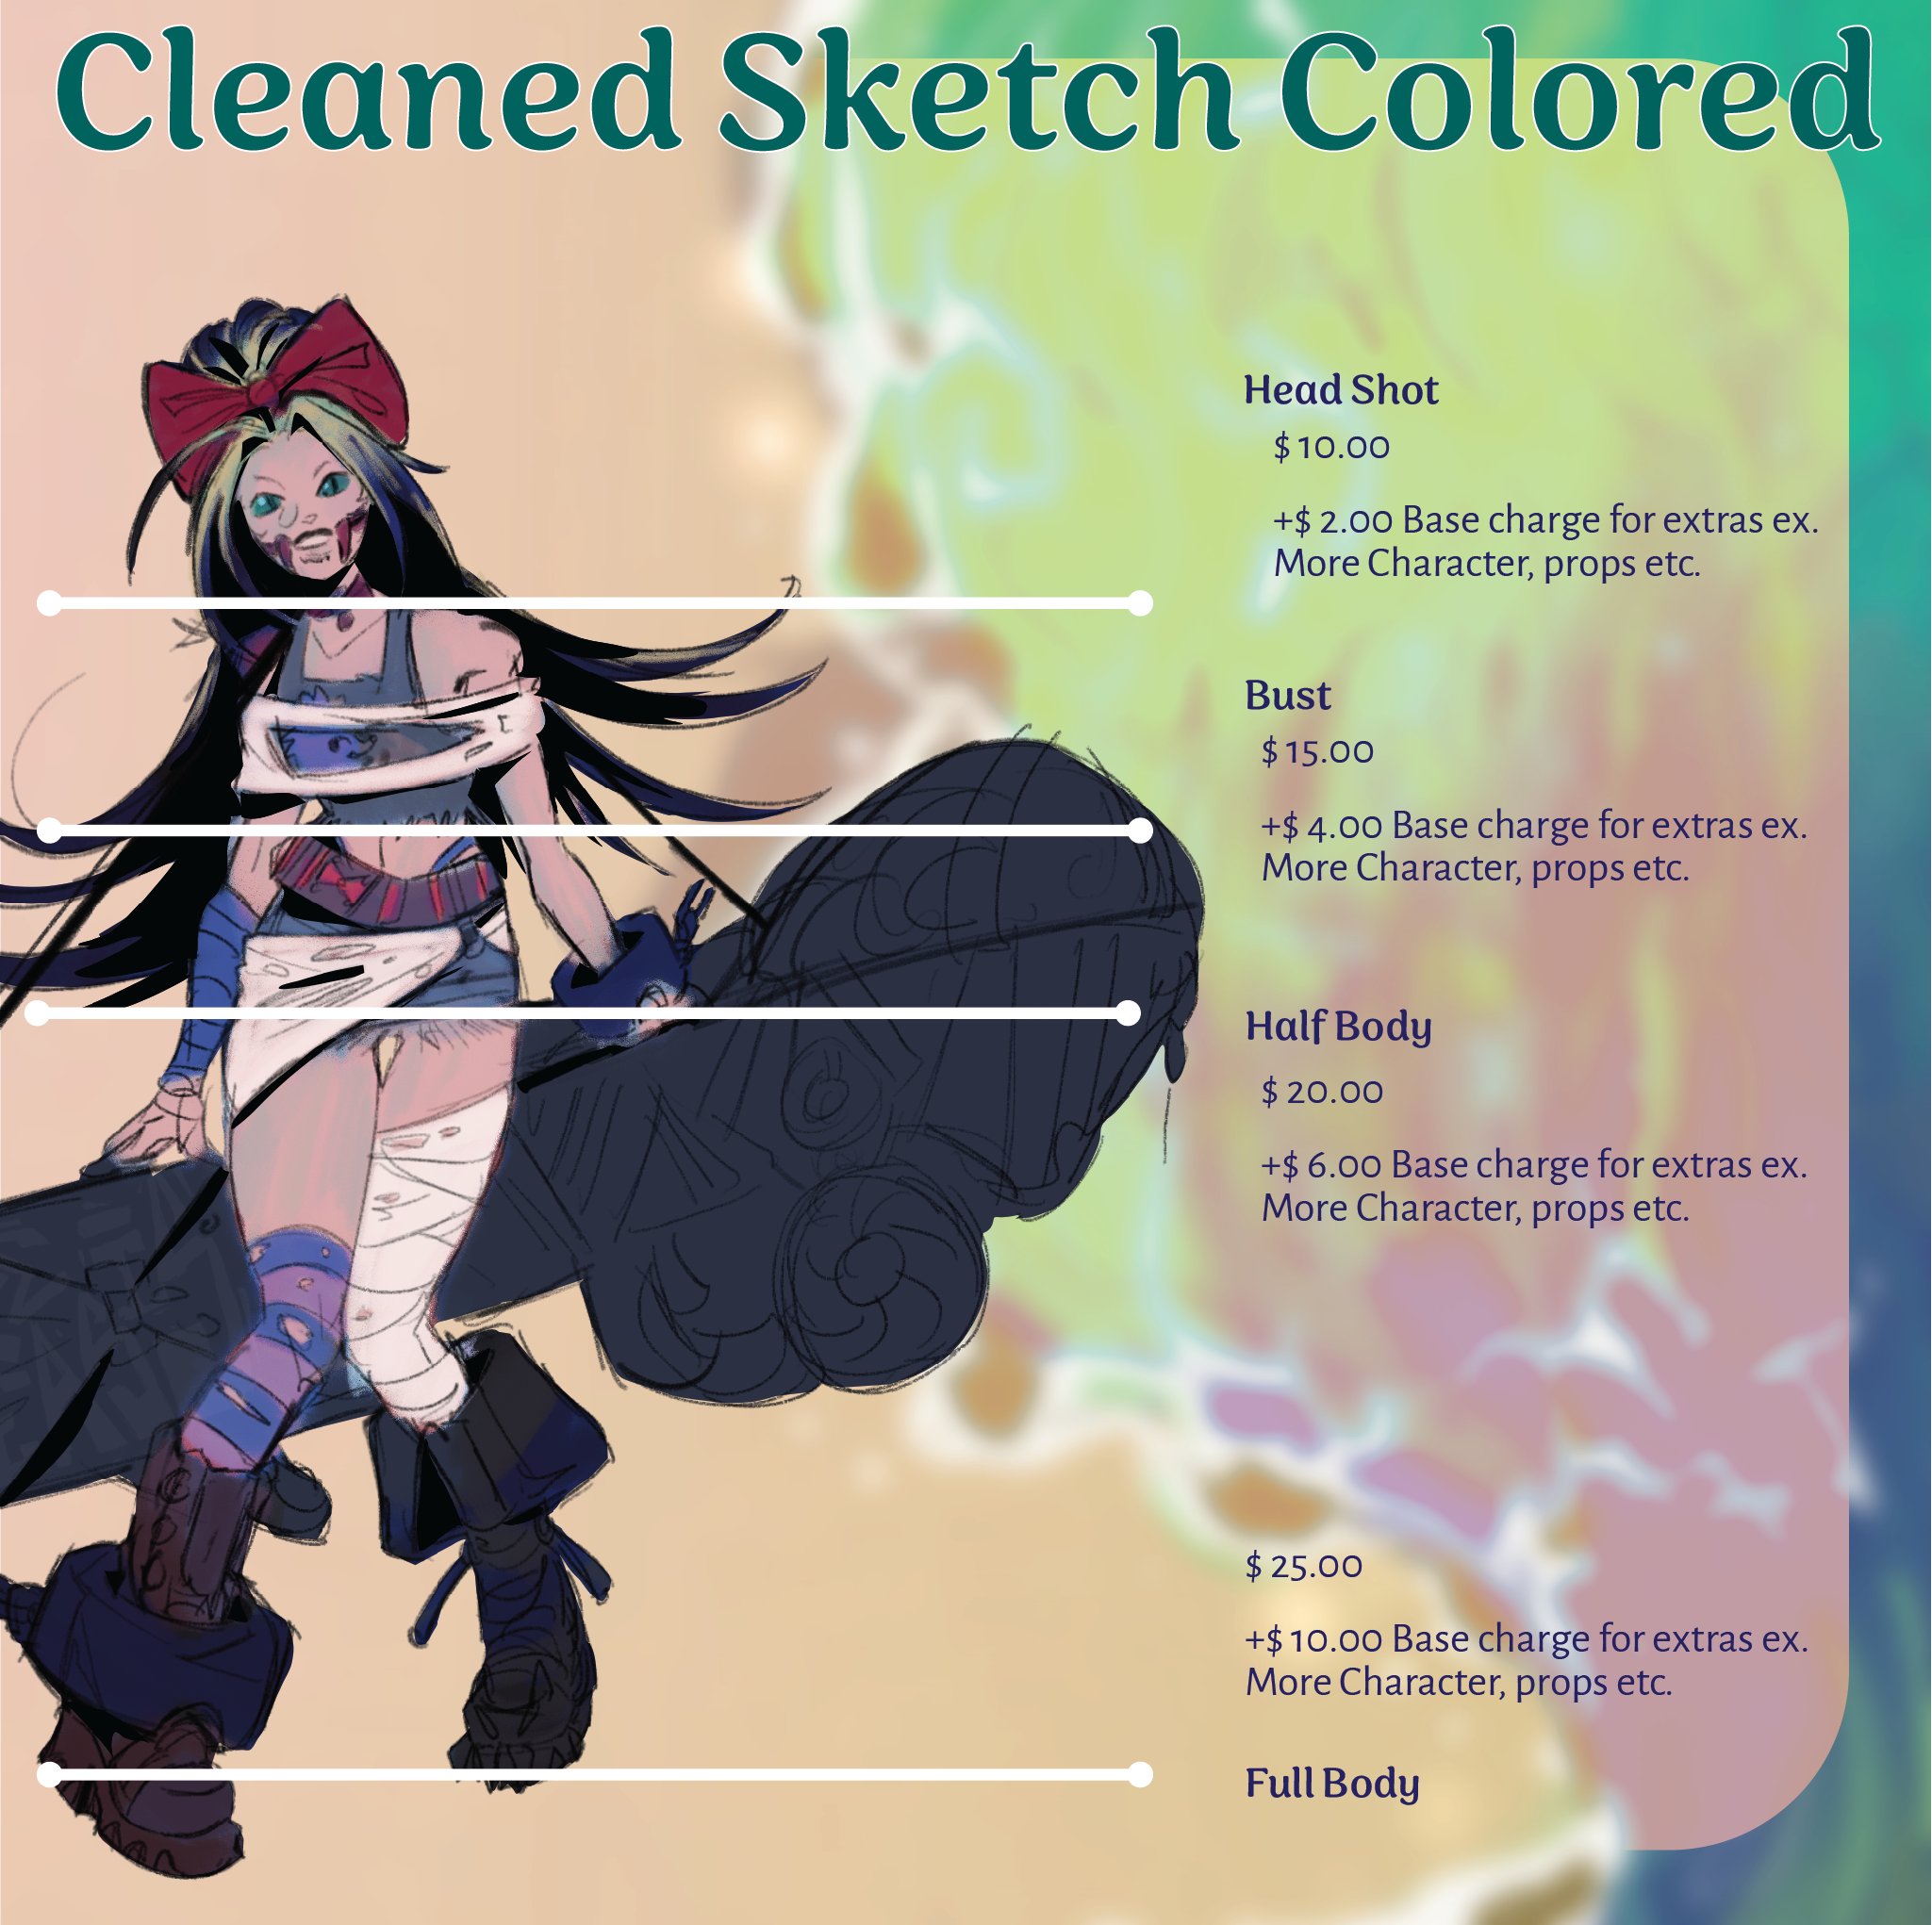 Cleaned Sketch Colored
Head Shot
$ 10.00
+$ 2.00 Base charge for extras ex.
More Character, props etc.
Bust
$ 15.00
+$ 4.00 Base charge for extras ex.
More Character, props etc.
Half Body
$ 20.00
+$ 6.00 Base charge for extras ex.
More Character, props etc.
$ 25.00
+$ 10.00 Base charge for extras ex.
More Character, props etc.
Full Body